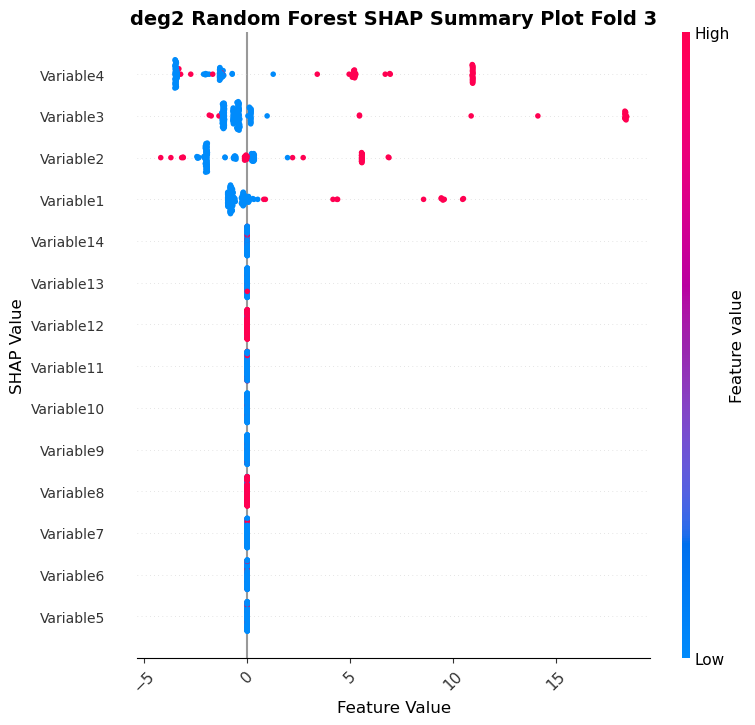 deg2 Random Forest SHAP Summary Plot Fold 3
High
Variable4
Variable3
Variable2
Variable1
Variable14
Variable13
Variable12
Variable11
Variable10
Variable9
Variable8
Variable7
Variable6
Variable5
SHAP Value
Feature value
Low
−5
0
5
10
15
Feature Value